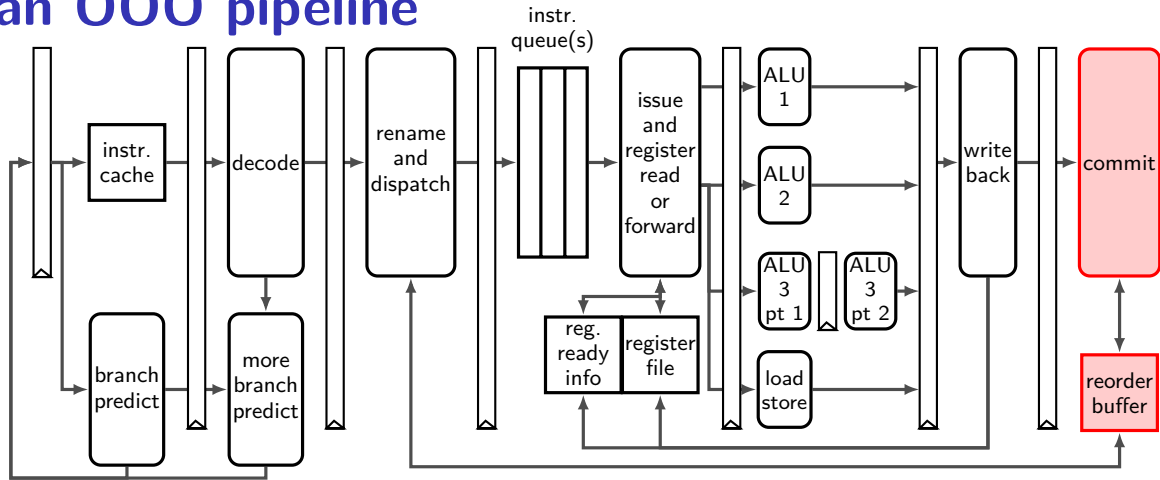 an OOO pipeline
instr.
queue(s)
instr.
cache
decode
rename
and
dispatch
issue
and
register
read
or
forward
ALU
1
ALU
2
ALU
3
pt 1
ALU
3
pt 2
load
store
write
back
commit
branch
predict
more
branch
predict
reg.
ready
info
register
file
reorder
buffer